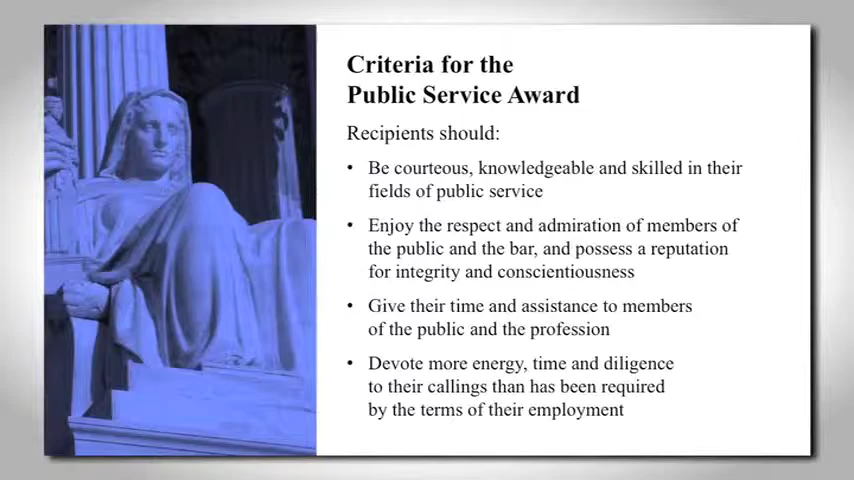 Criteria for the
Public Service Award
Recipients should:
• Be courteous, knowledgeable and skilled in their
fields of public service
• Enjoy the respect and admiration of members of
the public and the bar, and possess a reputation
for integrity and conscientiousness
• Give their time and assistance to members
of the public and the profession
• Devote more energy, time and diligence
to their callings than has been required
by the terms of their employment